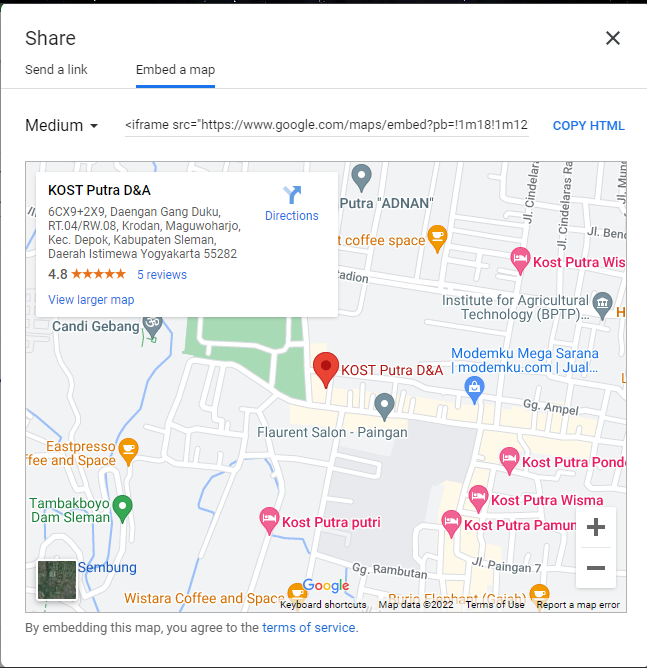 Share
Send a link
Embed a map
Medium
<iframe src="https://www.google.com/maps/embed?pb=!1m18!1m12
COPY HTML
KOST Putra D&A
6CX9+2X9, Daengan Gang Duku,
RT.04/RW.08, Krodan, Maguwoharjo,
Kec. Depok, Kabupaten Sleman,
Daerah Istimewa Yogyakarta 55282
4.8
5 reviews
View larger map
Directions
Putra "ADNAN"
t coffee space
adion
Jl. Cindelaras
Jl. Cindelaras Ra
Jl. Mun
Jl. Bend
Kost Putra Wis
Institute for Agricultural
Technology (BPTP)...
H
Candi Gebang
KOST Putra D&A
Modemku Mega Sarana
| modemku.com | Jual...
Gg. Ampel
Flaurent Salon - Paingan
Eastpresso
ffee and Space
Kost Putra Pond
Kost Putra Wisma
Tambakboyo
Dam Sleman
Kost Putra putri
Kost Putra Pamun
Sembung
Gg. Rambutan
Jl. Paingan 7
Wistara Coffee and Space
Google
Burjo Elephant (Gajah)
Keyboard shortcuts
Map data ©2022
Terms of Use
Report a map error
By embedding this map, you agree to the terms of service.